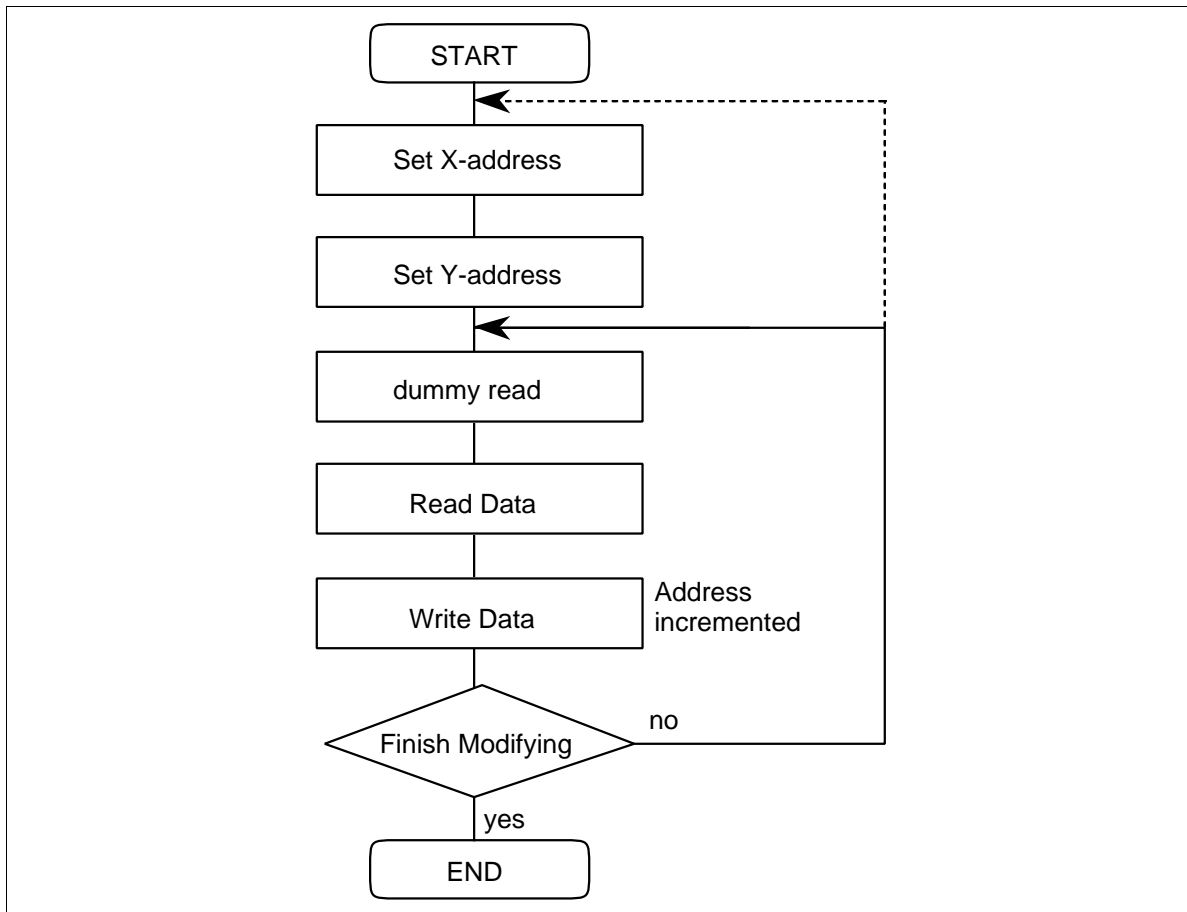 START
Set X-address
Set Y-address
dummy read
Read Data
Write Data
Address
incremented
Finish Modifying
no
yes
END